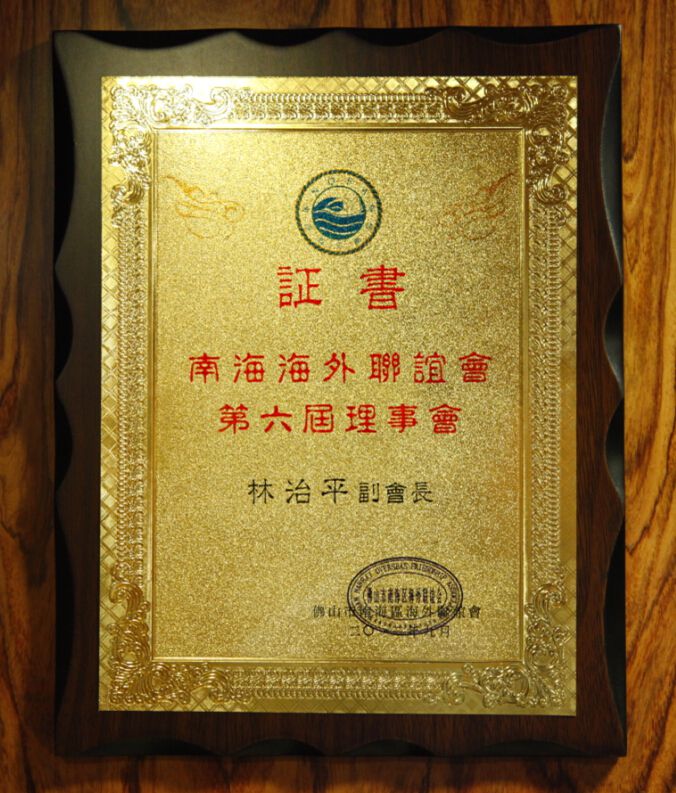 証書
南海海外聯誼會
第六屆理事會
林治平副會長
佛山市南海區海外聯誼會